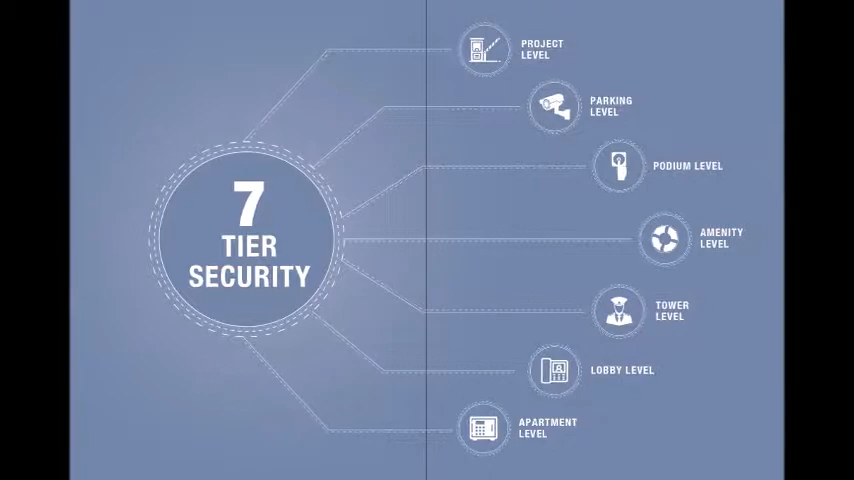 7
TIER
SECURITY
PROJECT
LEVEL
PARKING
LEVEL
PODIUM LEVEL
AMENITY
LEVEL
TOWER
LEVEL
LOBBY LEVEL
APARTMENT
LEVEL